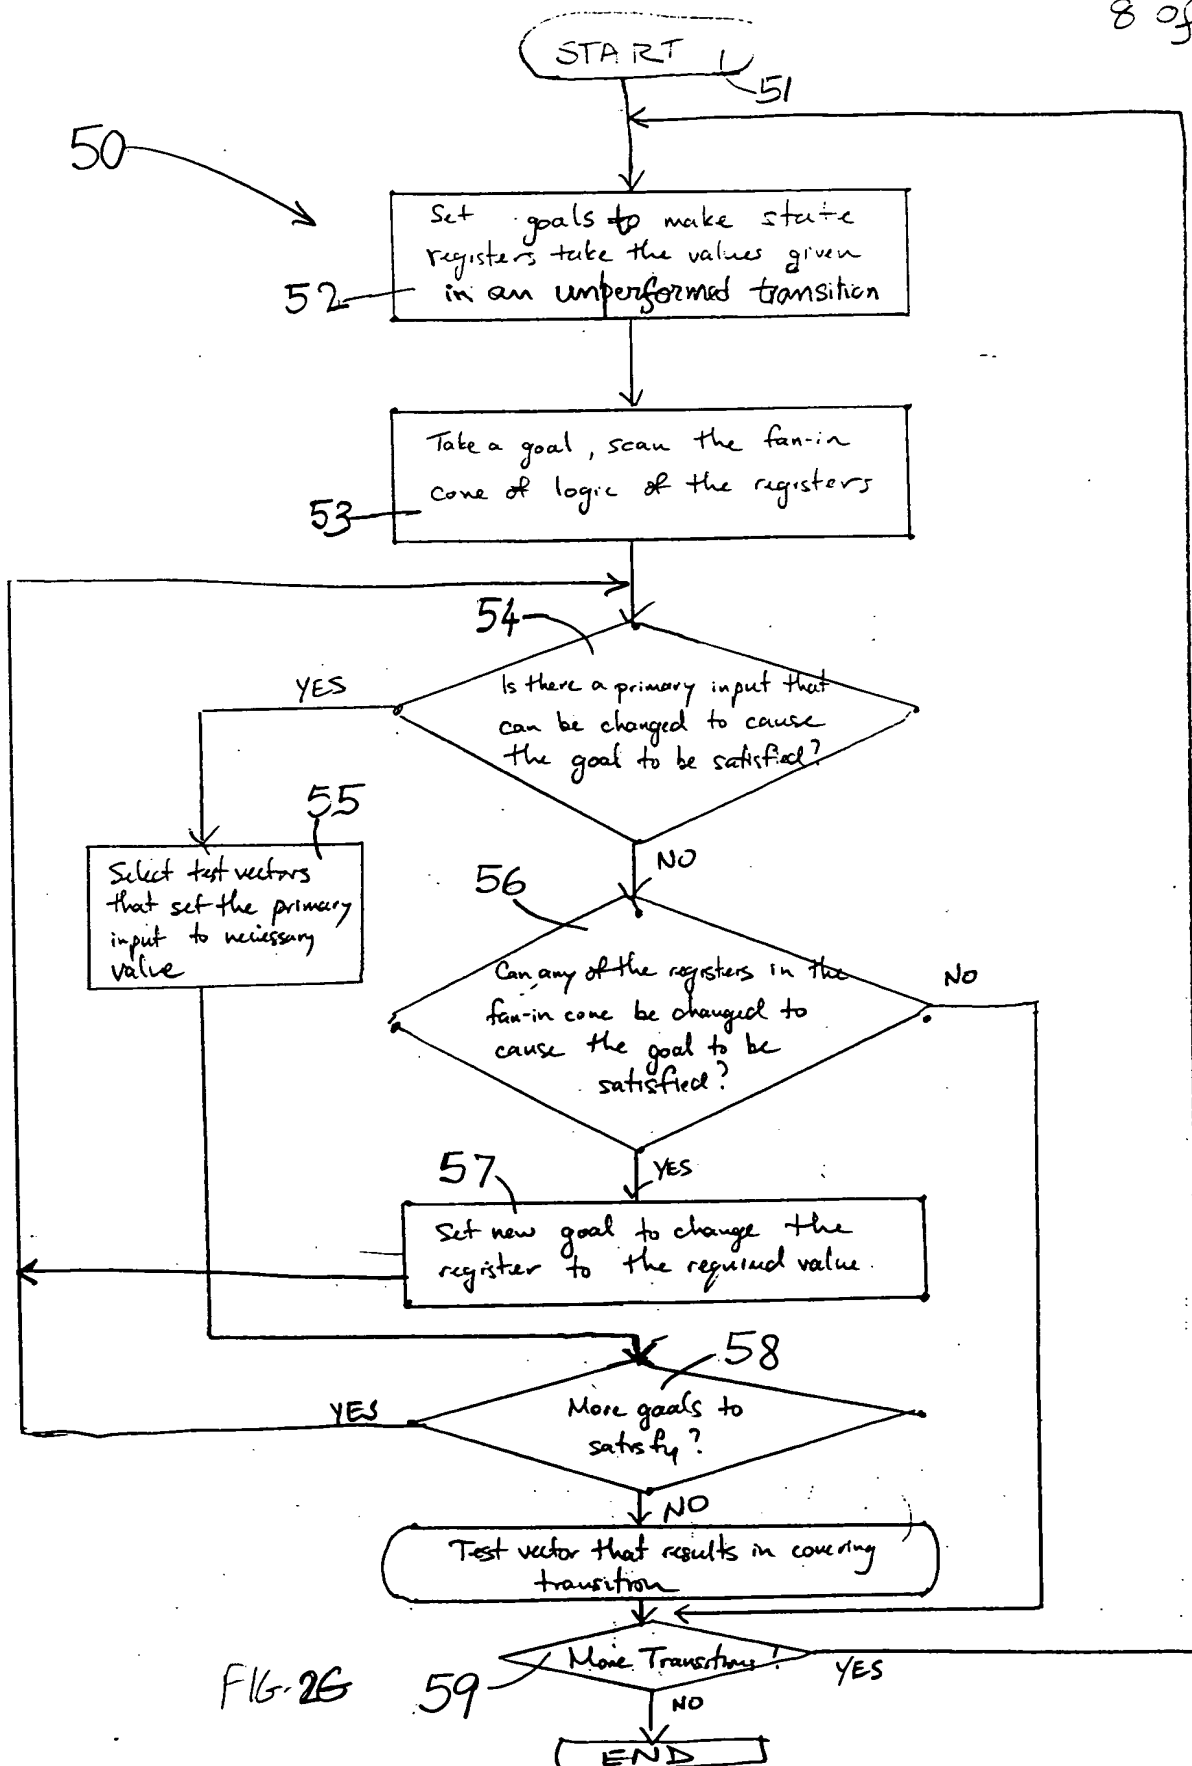 8 of
START
51
50
Set goals to make state
registers take the values given
in an unperformed transition
52
Take a goal, scan the fan-in
cone of logic of the registers
53
54
YES
Is there a primary input that
can be changed to cause
the goal to be satisfied?
55
Select test vectors
that set the primary
input to necessary
value
NO
56
Can any of the registers in the
fan-in cone be changed to
cause the goal to be
satisfied?
NO
YES
57
Set new goal to change the
register to the required value.
58
YES
More goals to
satisfy?
NO
Test vector that results in covering
transition
More Transitions?
YES
FIG. 2G
59
NO
END